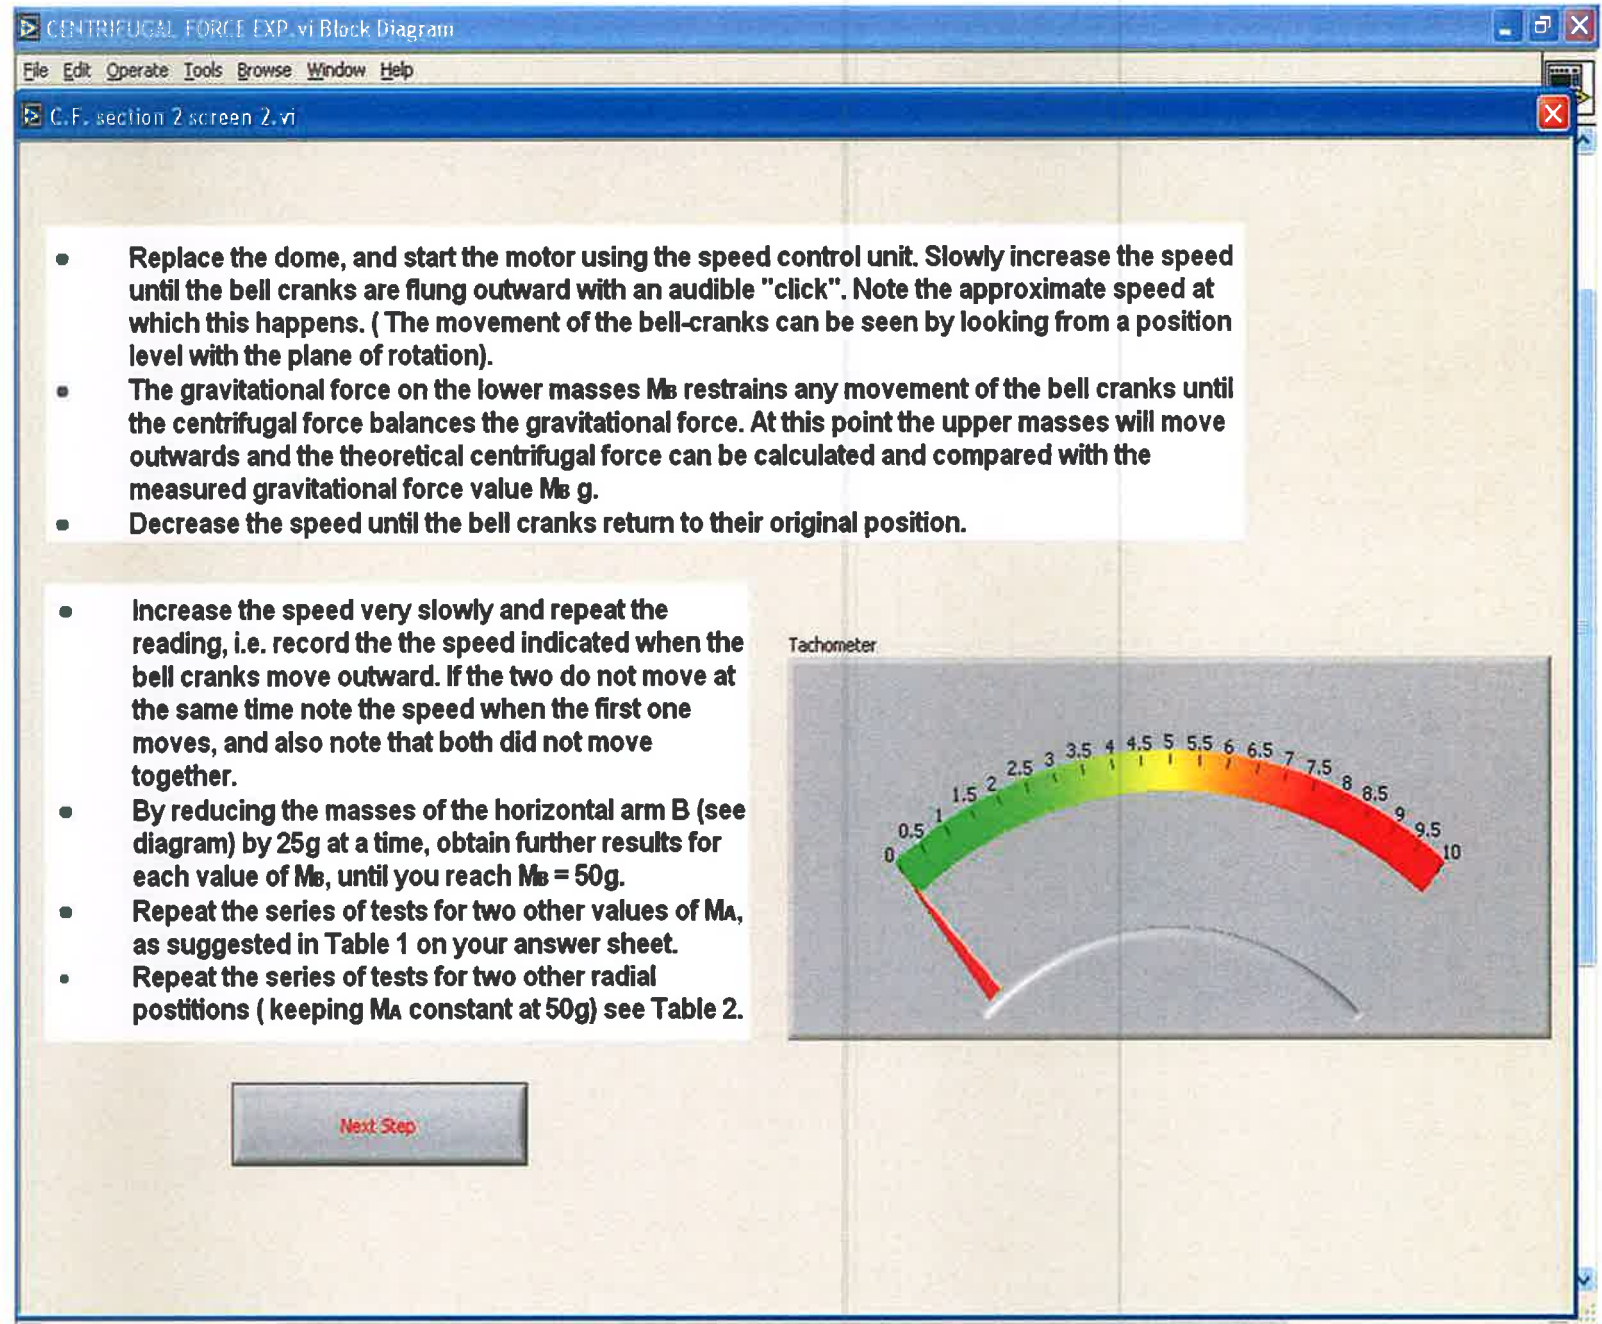 CENTRIFUGAL FORCE EXP.vi Block Diagram
File Edit Operate Tools Browse Window Help
C.F. section 2 screen 2.vi
• Replace the dome, and start the motor using the speed control unit. Slowly increase the speed
until the bell cranks are flung outward with an audible "click". Note the approximate speed at
which this happens. ( The movement of the bell-cranks can be seen by looking from a position
level with the plane of rotation).
• The gravitational force on the lower masses MB restrains any movement of the bell cranks until
the centrifugal force balances the gravitational force. At this point the upper masses will move
outwards and the theoretical centrifugal force can be calculated and compared with the
measured gravitational force value MB g.
• Decrease the speed until the bell cranks return to their original position.
• Increase the speed very slowly and repeat the
reading, i.e. record the the speed indicated when the
bell cranks move outward. If the two do not move at
the same time note the speed when the first one
moves, and also note that both did not move
together.
• By reducing the masses of the horizontal arm B (see
diagram) by 25g at a time, obtain further results for
each value of MB, until you reach MB = 50g.
• Repeat the series of tests for two other values of MA,
as suggested in Table 1 on your answer sheet.
• Repeat the series of tests for two other radial
postitions ( keeping MA constant at 50g) see Table 2.
Tachometer
0 0.5 1 1.5 2 2.5 3 3.5 4 4.5 5 5.5 6 6.5 7 7.5 8 8.5 9 9.5 10
Next Step